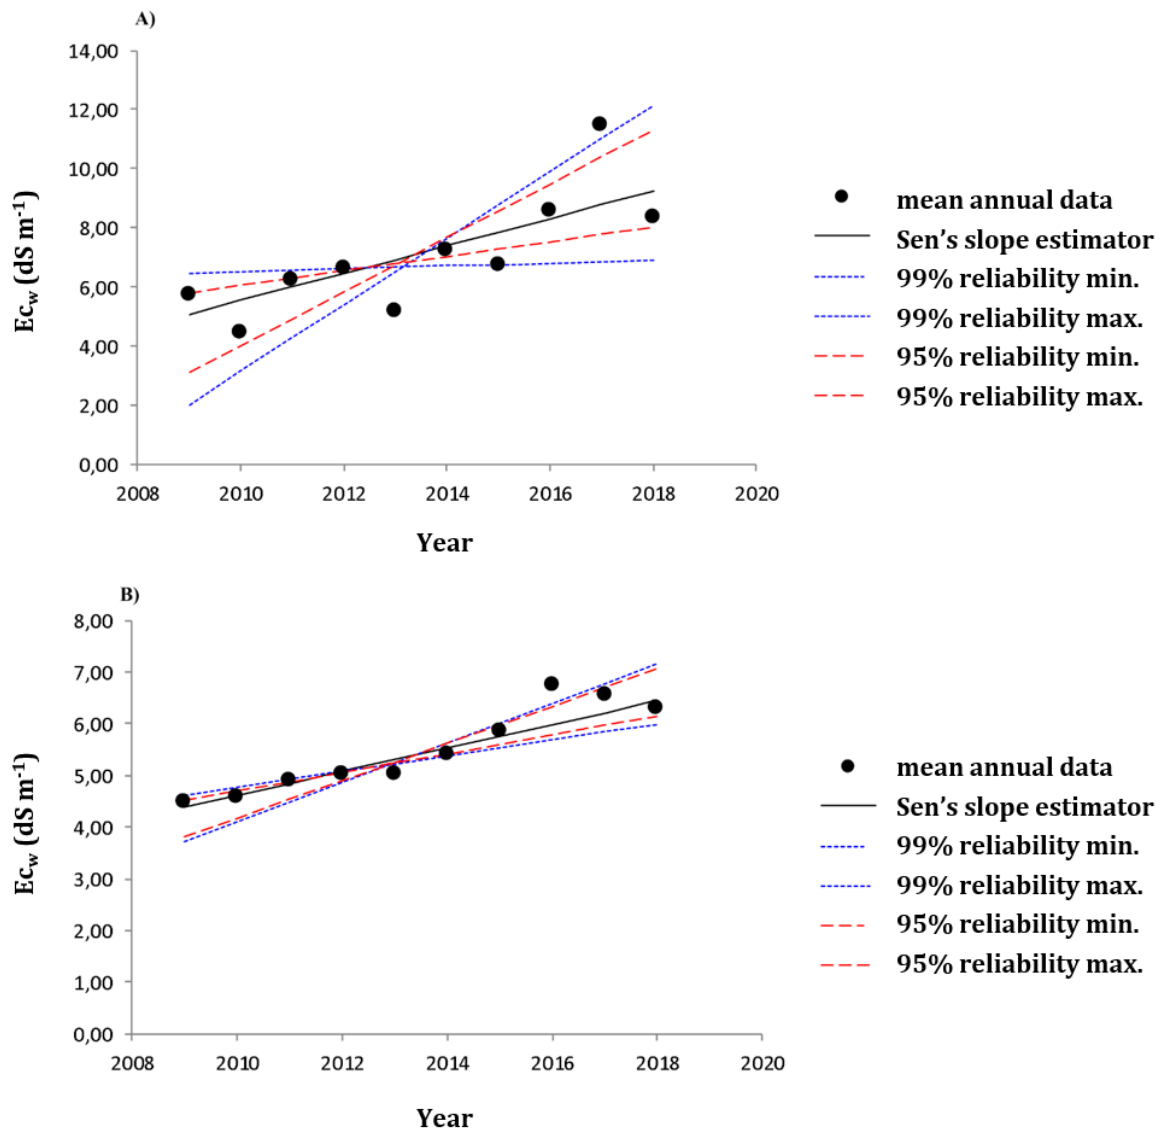 A)
14,00
12,00
10,00
8,00
6,00
4,00
2,00
0,00
Ec_w (dS m⁻¹)
2008 2010 2012 2014 2016 2018 2020
Year
mean annual data
Sen's slope estimator
99% reliability min.
99% reliability max.
95% reliability min.
95% reliability max.
B)
8,00
7,00
6,00
5,00
4,00
3,00
2,00
1,00
0,00
Ec_w (dS m⁻¹)
2008 2010 2012 2014 2016 2018 2020
Year
mean annual data
Sen's slope estimator
99% reliability min.
99% reliability max.
95% reliability min.
95% reliability max.